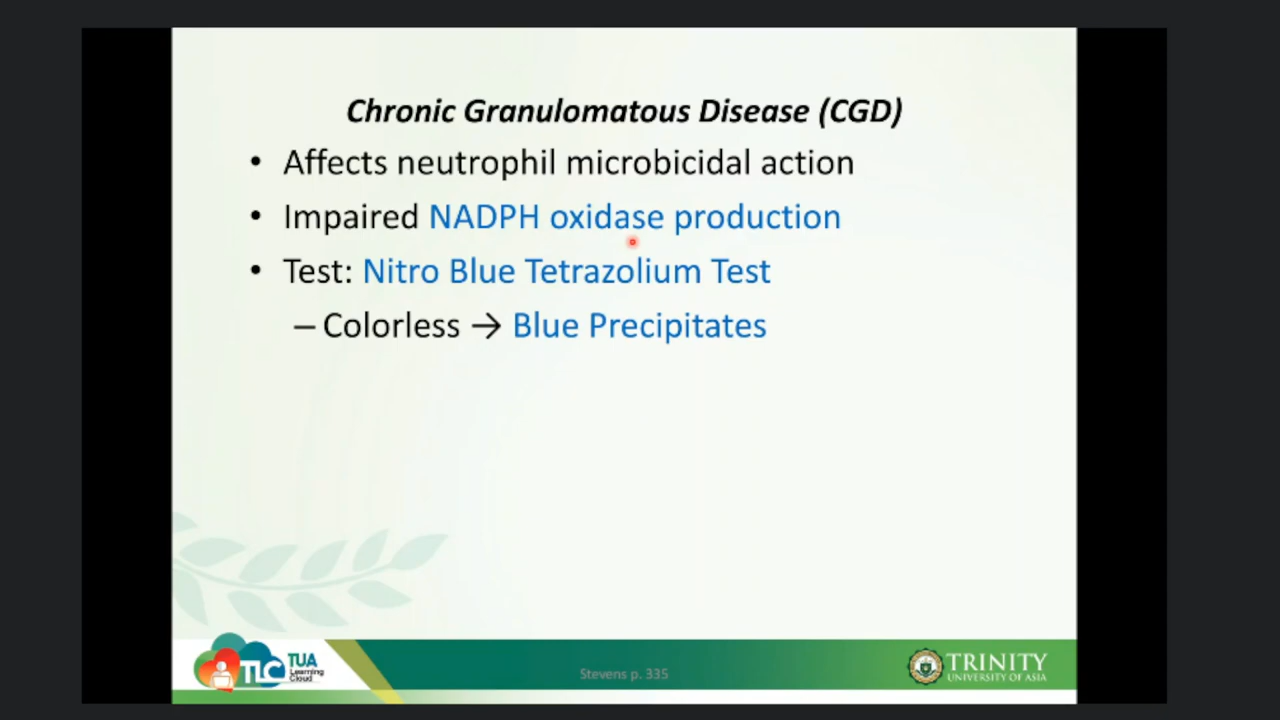 Chronic Granulomatous Disease (CGD)
• Affects neutrophil microbicidal action
• Impaired NADPH oxidase production
• Test: Nitro Blue Tetrazolium Test
– Colorless → Blue Precipitates
TLC
TUA
Learning
Cloud
Stevens p. 335
TRINITY
UNIVERSITY OF ASIA